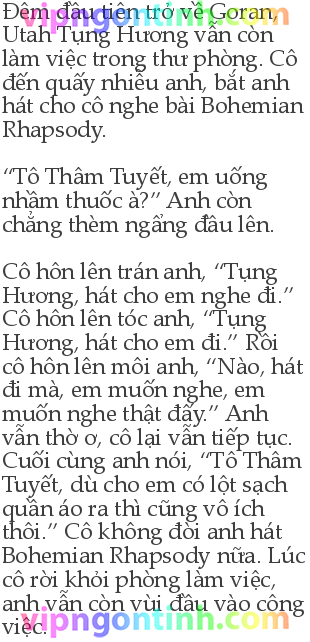 vipngontinh.com
Đêm đầu tiên trở về Goran,
Utah Tụng Hương vẫn còn
làm việc trong thư phòng. Cô
đến quấy nhiễu anh, bắt anh
hát cho cô nghe bài Bohemian
Rhapsody.
“Tô Thâm Tuyết, em uống
nhầm thuốc à?” Anh còn
chẳng thèm ngẩng đầu lên.
Cô hôn lên trán anh, “Tụng
Hương, hát cho em nghe đi.”
Cô hôn lên tóc anh, “Tụng
Hương, hát cho em đi.” Rồi
cô hôn lên môi anh, “Nào, hát
đi mà, em muốn nghe, em
muốn nghe thật đấy.” Anh
vẫn thờ ơ, cô lại vẫn tiếp tục.
Cuối cùng anh nói, “Tô Thâm
Tuyết, dù cho em có lột sạch
quần áo ra thì cũng vô ích
thôi.” Cô không đòi anh hát
Bohemian Rhapsody nữa. Lúc
cô rời khỏi phòng làm việc,
anh vẫn còn vùi đầu vào công
việc.
vipngontinh.com